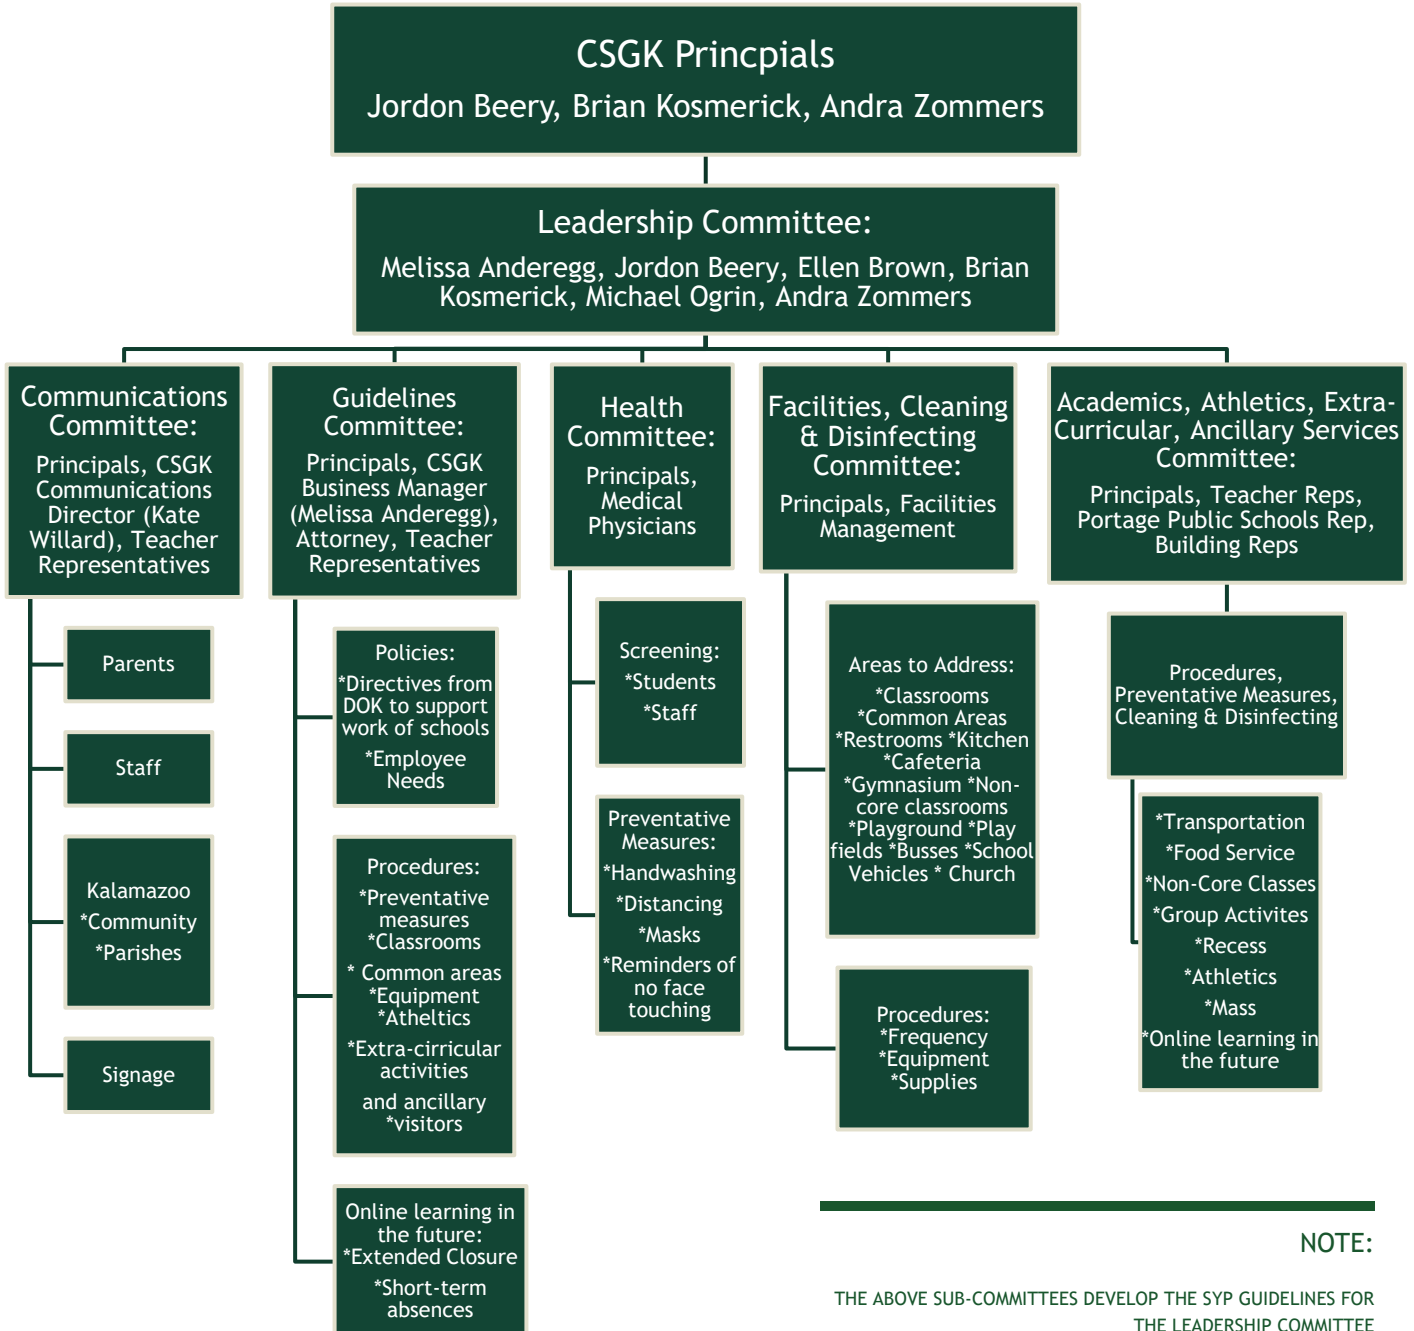 CSGK Princpials
Jordon Beery, Brian Kosmerick, Andra Zommers
Leadership Committee:
Melissa Anderegg, Jordon Beery, Ellen Brown, Brian
Kosmerick, Michael Ogrin, Andra Zommers
Communications
Committee:
Principals, CSGK
Communications
Director (Kate
Willard), Teacher
Representatives
Parents
Staff
Kalamazoo
*Community
*Parishes
Signage
Guidelines
Committee:
Principals, CSGK
Business Manager
(Melissa Anderegg),
Attorney, Teacher
Representatives
Policies:
*Directives from
DOK to support
work of schools
*Employee
Needs
Procedures:
*Preventative
measures
*Classrooms
* Common areas
*Equipment
*Atheltics
*Extra-cirricular
activities
and ancillary
*visitors
Online learning in
the future:
*Extended Closure
*Short-term
absences
Health
Committee:
Principals,
Medical
Physicians
Screening:
*Students
*Staff
Preventative
Measures:
*Handwashing
*Distancing
*Masks
*Reminders of
no face
touching
Facilities, Cleaning
& Disinfecting
Committee:
Principals, Facilities
Management
Areas to Address:
*Classrooms
*Common Areas
*Restrooms *Kitchen
*Cafeteria
*Gymnasium *Non-
core classrooms
*Playground *Play
fields *Busses *School
Vehicles * Church
Procedures:
*Frequency
*Equipment
*Supplies
Academics, Athletics, Extra-
Curricular, Ancillary Services
Committee:
Principals, Teacher Reps,
Portage Public Schools Rep,
Building Reps
Procedures,
Preventative Measures,
Cleaning & Disinfecting
*Transportation
*Food Service
*Non-Core Classes
*Group Activites
*Recess
*Athletics
*Mass
*Online learning in
the future
NOTE:
THE ABOVE SUB-COMMITTEES DEVELOP THE SYP GUIDELINES FOR
THE LEADERSHIP COMMITTEE